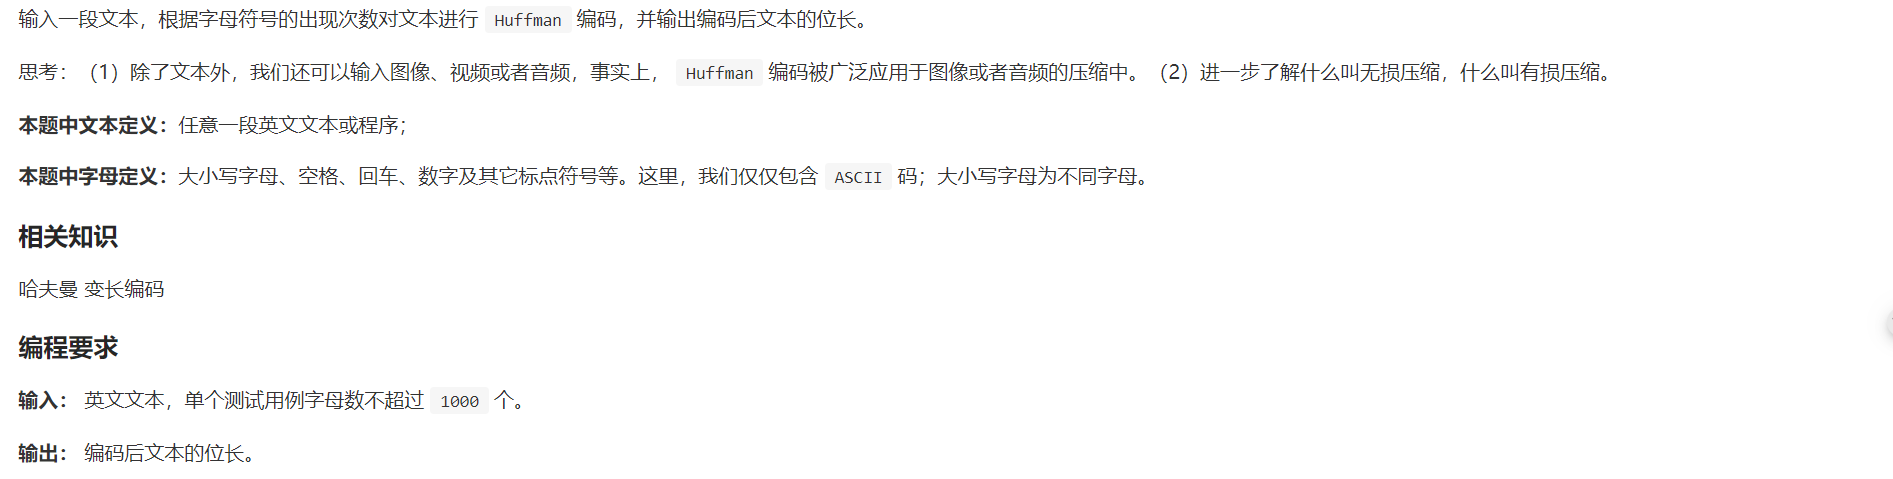 输入一段文本，根据字母符号的出现次数对文本进行 Huffman 编码，并输出编码后文本的位长。
思考：（1）除了文本外，我们还可以输入图像、视频或者音频，事实上， Huffman 编码被广泛应用于图像或者音频的压缩中。（2）进一步了解什么叫无损压缩，什么叫有损压缩。
本题中文本定义：任意一段英文文本或程序；
本题中字母定义：大小写字母、空格、回车、数字及其它标点符号等。这里，我们仅仅包含 ASCII 码；大小写字母为不同字母。
相关知识
哈夫曼 变长编码
编程要求
输入： 英文文本，单个测试用例字母数不超过 1000 个。
输出： 编码后文本的位长。